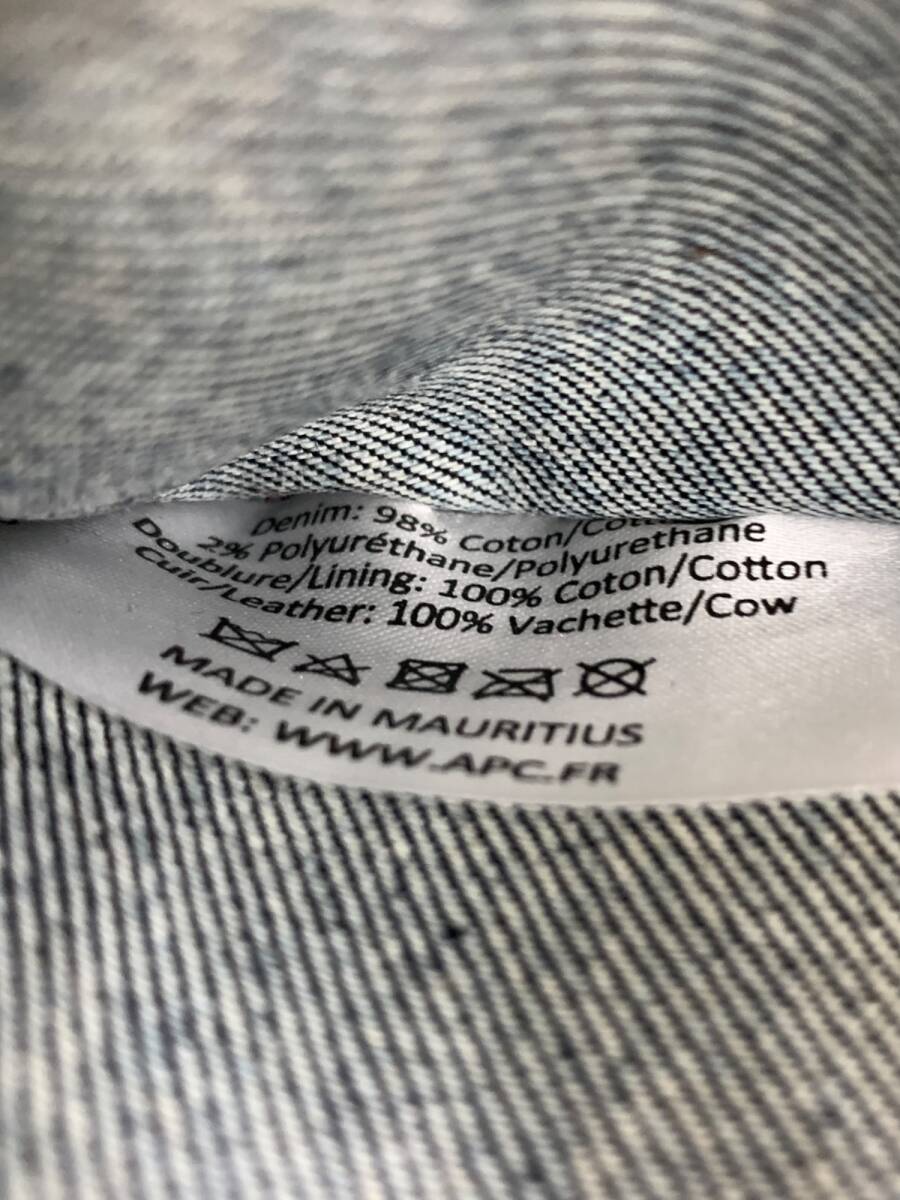 Denim: 98% Coton/Cotton
2% Polyuréthane/Polyurethane
Doublure/Lining: 100% Coton/Cotton
Cuir/Leather: 100% Vachette/Cow
MADE IN MAURITIUS
WEB: WWW.APC.FR